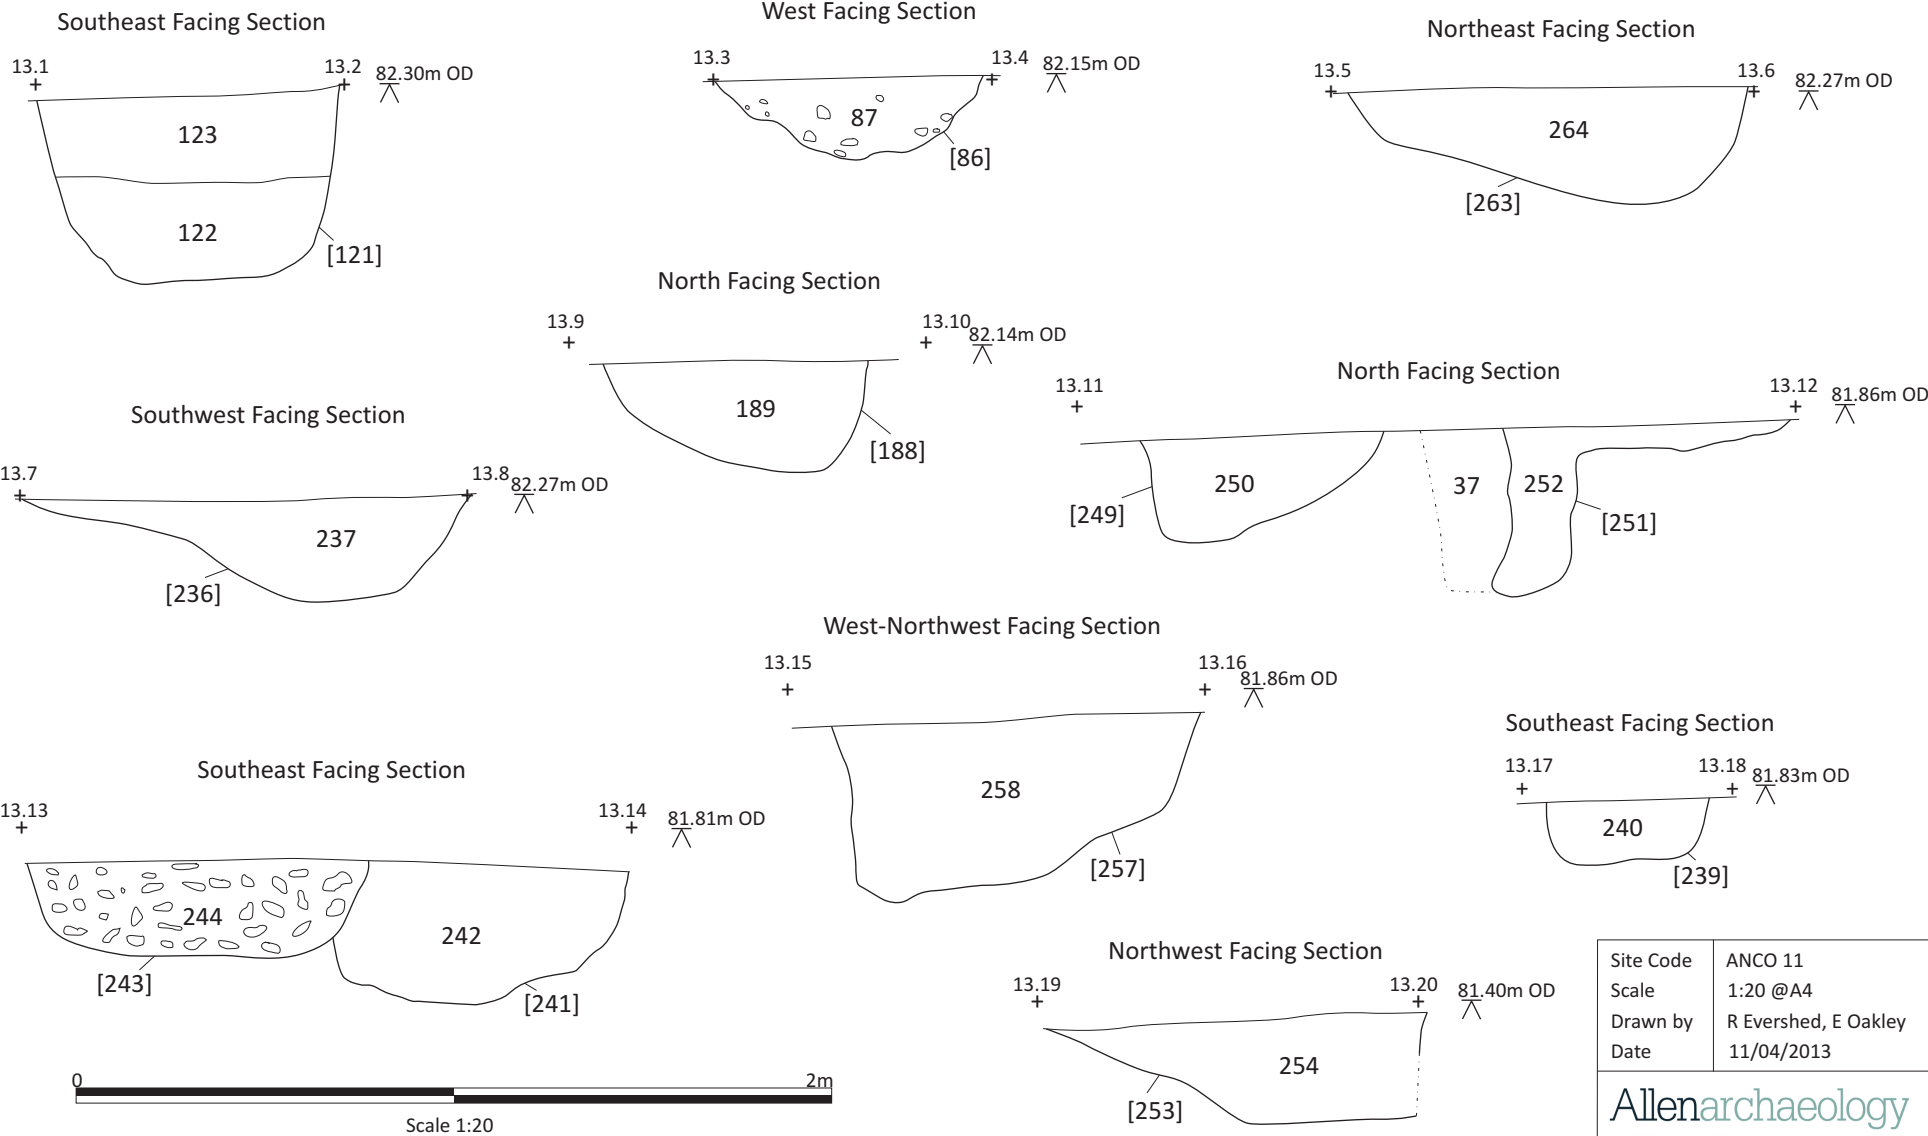 Southeast Facing Section
13.1
13.2
82.30m OD
123
122
[121]
West Facing Section
13.3
13.4
82.15m OD
87
[86]
Northeast Facing Section
13.5
13.6
82.27m OD
264
[263]
North Facing Section
13.9
13.10
82.14m OD
189
[188]
Southwest Facing Section
13.7
13.8
82.27m OD
237
[236]
North Facing Section
13.11
13.12
81.86m OD
250
37
252
[249]
[251]
West-Northwest Facing Section
13.15
13.16
81.86m OD
258
[257]
Southeast Facing Section
13.17
13.18
81.83m OD
240
[239]
Southeast Facing Section
13.13
13.14
81.81m OD
244
242
[243]
[241]
Northwest Facing Section
13.19
13.20
81.40m OD
254
[253]
0
2m
Scale 1:20
Site Code ANCO 11
Scale 1:20 @A4
Drawn by R Evershed, E Oakley
Date 11/04/2013
Allenarchaeology